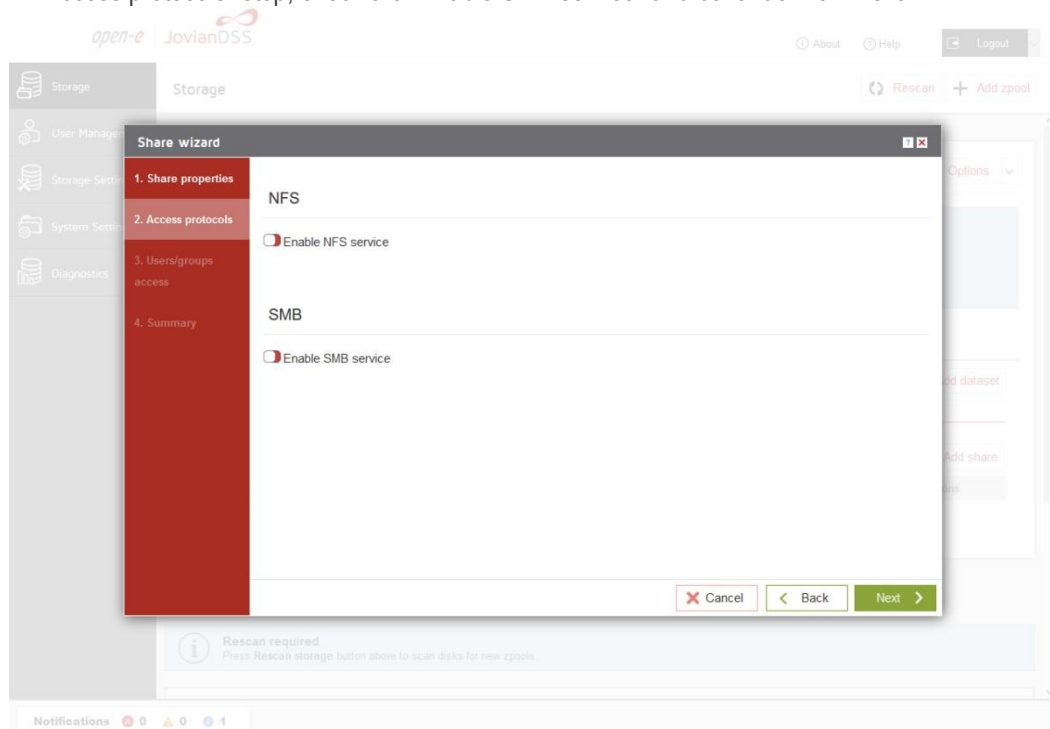 open-e JovianDSS
About Help Logout
Storage
Storage
Rescan Add zpool
User Manage
Share wizard
1. Share properties
Options
Storage Settin
NFS
2. Access protocols
System Settin
Enable NFS service
3. Users/groups
access
Diagnostics
SMB
4. Summary
Enable SMB service
dd dataset
Add share
Cancel Back Next
Rescan required
Press Rescan storage button above to scan disks for new zpools.
Notifications 0 0 1